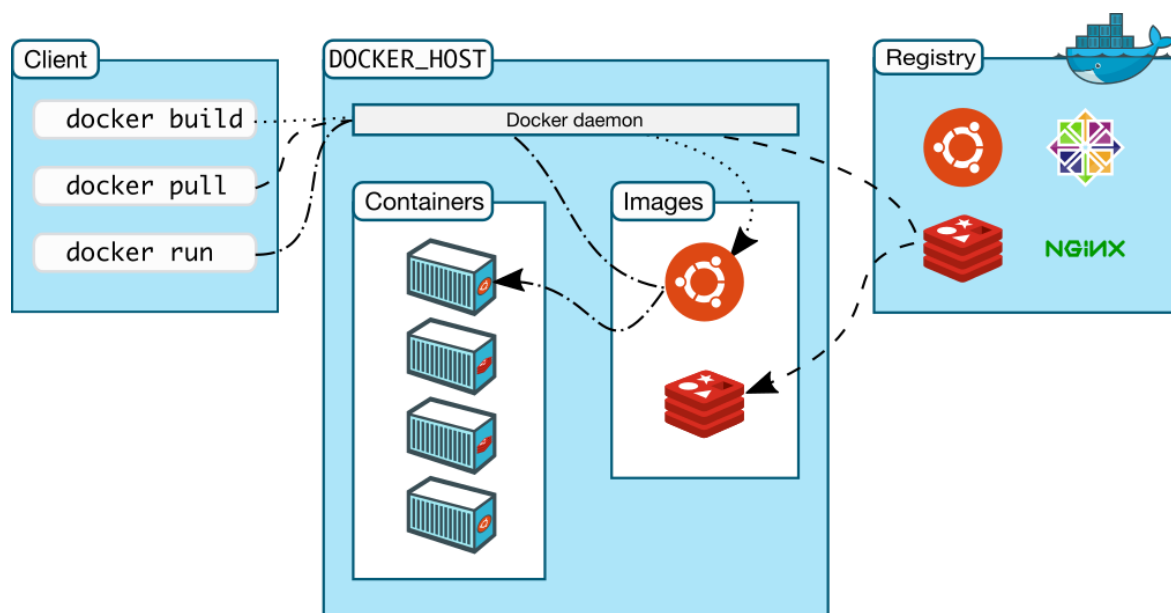 Client
docker build
docker pull
docker run
DOCKER_HOST
Docker daemon
Containers
Images
Registry
NGiNX